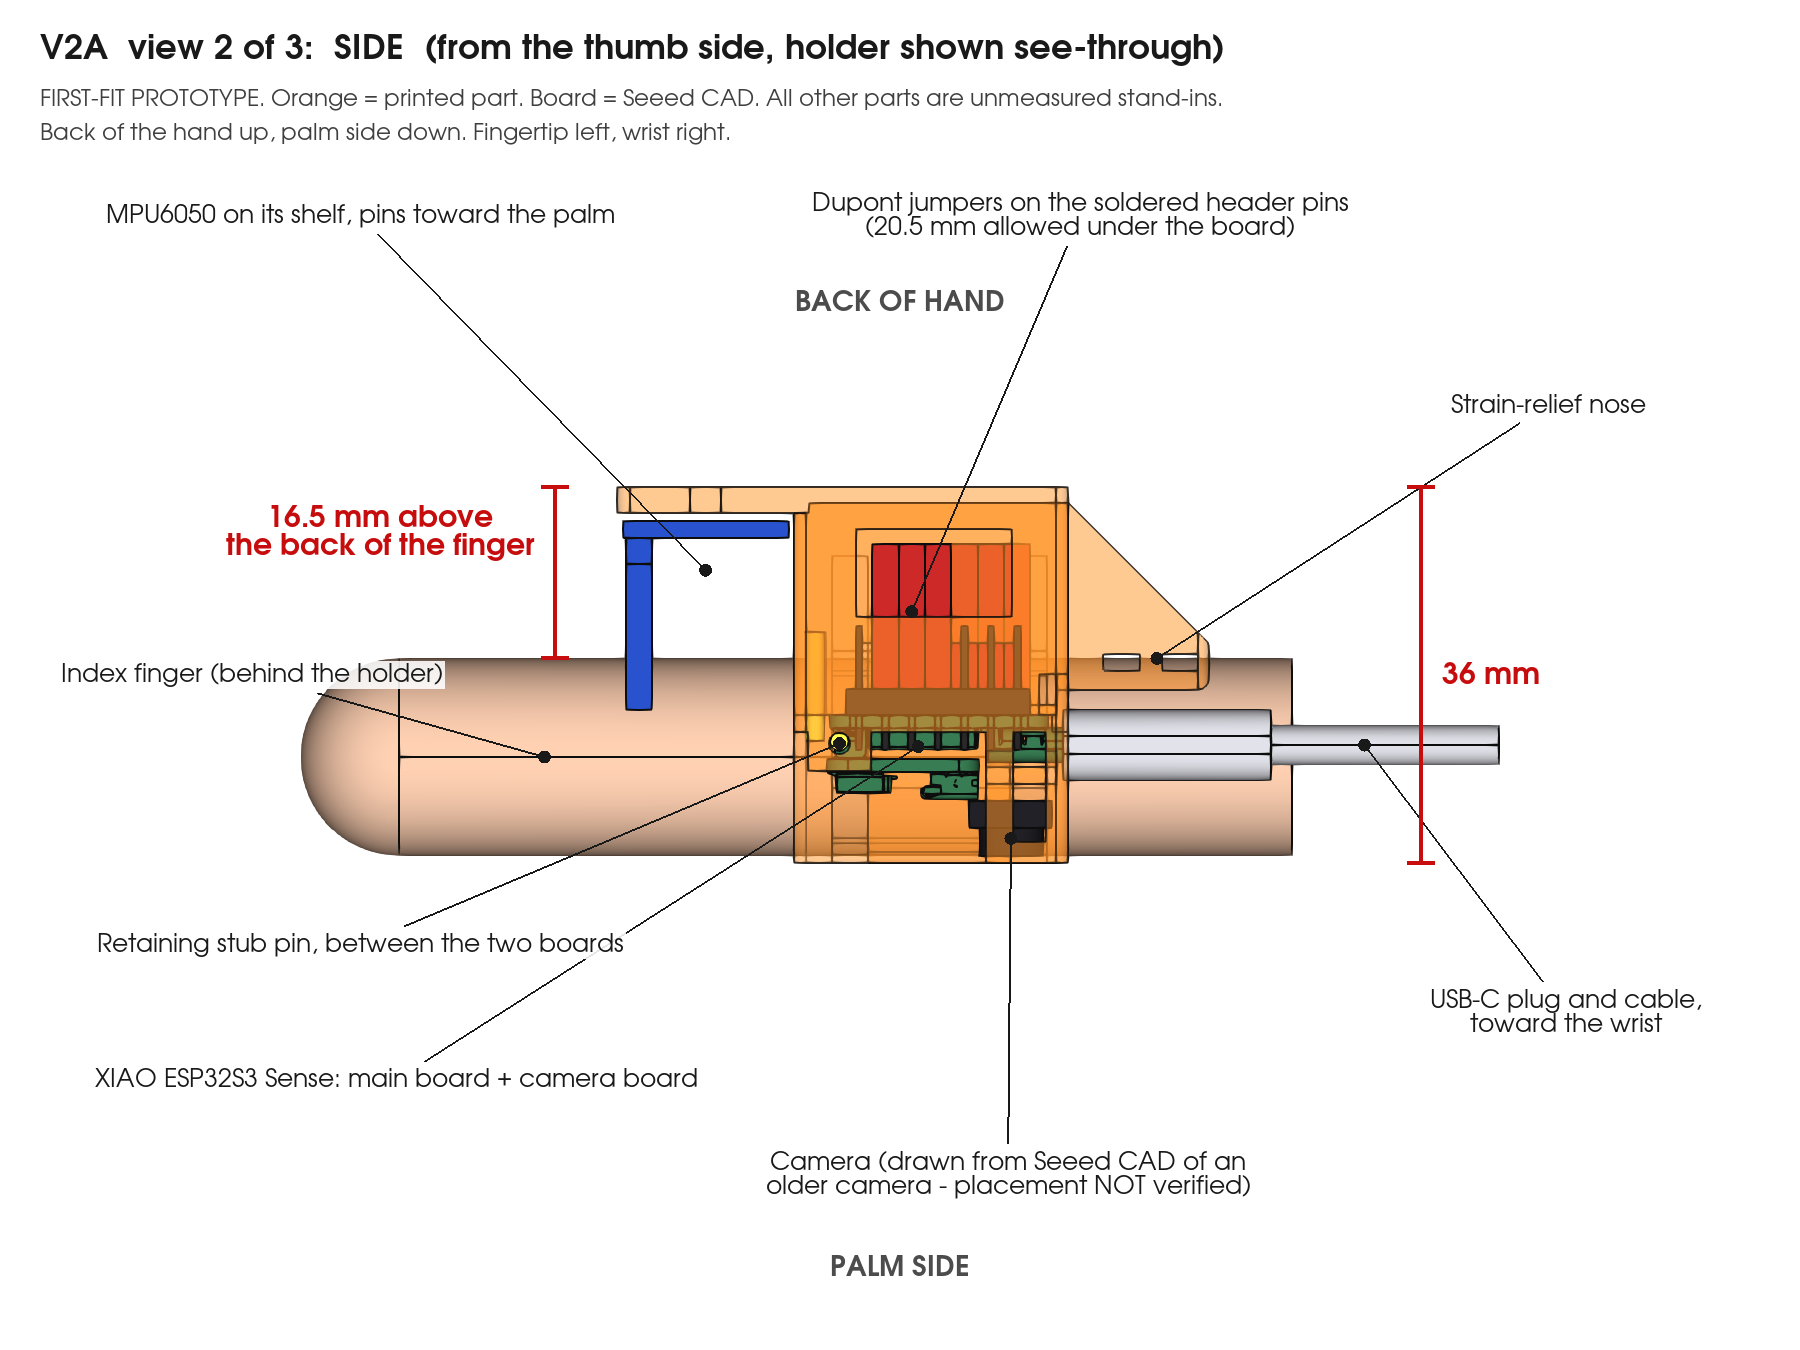 V2A view 2 of 3: SIDE (from the thumb side, holder shown see-through)
FIRST-FIT PROTOTYPE. Orange = printed part. Board = Seeed CAD. All other parts are unmeasured stand-ins.
Back of the hand up, palm side down. Fingertip left, wrist right.
MPU6050 on its shelf, pins toward the palm
Dupont jumpers on the soldered header pins
(20.5 mm allowed under the board)
BACK OF HAND
Strain-relief nose
16.5 mm above
the back of the finger
Index finger (behind the holder)
36 mm
Retaining stub pin, between the two boards
USB-C plug and cable,
toward the wrist
XIAO ESP32S3 Sense: main board + camera board
Camera (drawn from Seeed CAD of an
older camera - placement NOT verified)
PALM SIDE